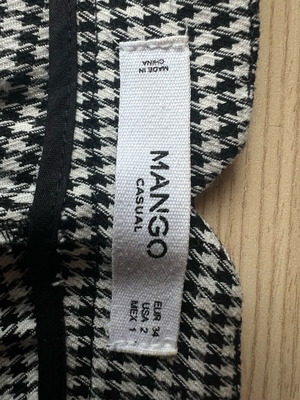 MADE IN
CHINA
MANGO
CASUAL
EUR 34
USA 2
MEX 1